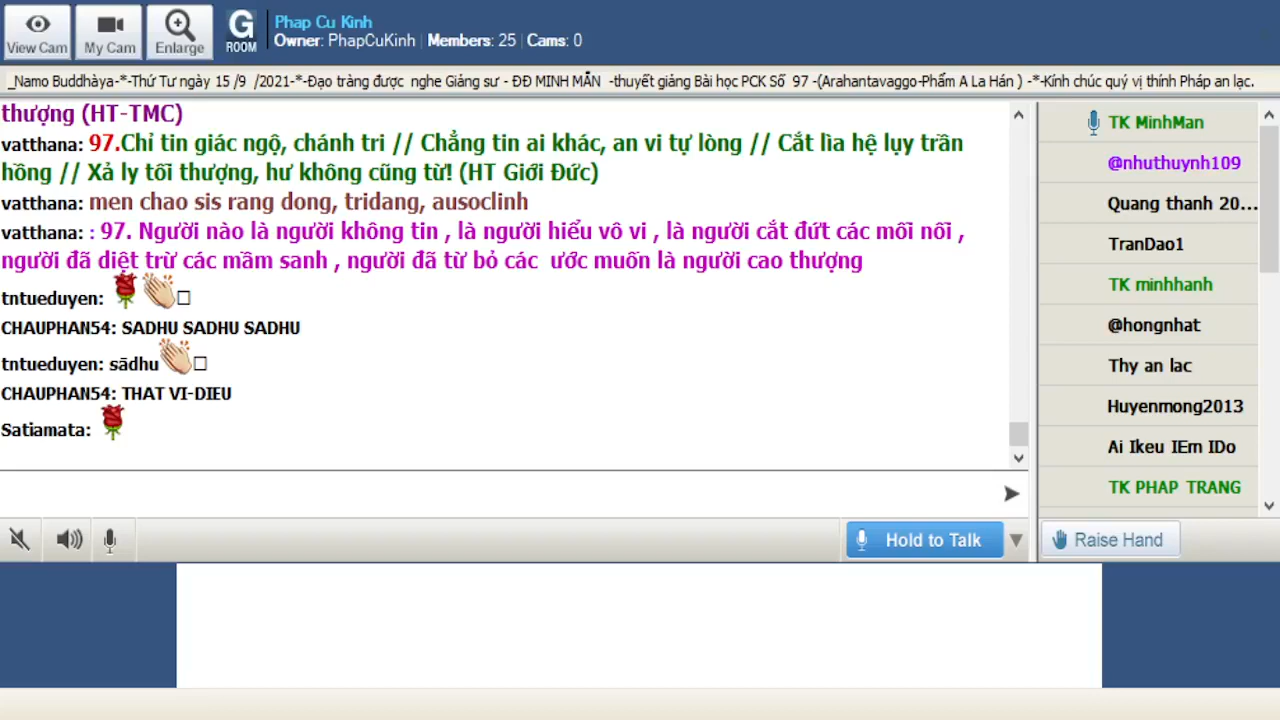 View Cam
My Cam
Enlarge
G
ROOM
Phap Cu Kinh
Owner: PhapCuKinh | Members: 25 | Cams: 0
_Namo Buddhàya-*-Thứ Tư ngày 15 /9 /2021-*-Đạo tràng được nghe Giảng sư - ĐĐ MINH MẪN -thuyết giảng Bài học PCK Số 97 -(Arahantavaggo-Phẩm A La Hán ) -*-Kính chúc quý vị thính Pháp an lạc.
thượng (HT-TMC)
vatthana: 97.Chỉ tin giác ngộ, chánh tri // Chẳng tin ai khác, an vi tự lòng // Cắt lìa hệ lụy trần
hồng // Xả ly tối thượng, hư không cũng từ! (HT Giới Đức)
vatthana: men chao sis rang dong, tridang, ausoclinh
vatthana: : 97. Người nào là người không tin , là người hiểu vô vi , là người cắt đứt các mối nối ,
người đã diệt trừ các mầm sanh , người đã từ bỏ các ước muốn là người cao thượng
tntueduyen:
CHAUPHAN54: SADHU SADHU SADHU
tntueduyen: sādhu
CHAUPHAN54: THAT VI-DIEU
Satiamata:
TK MinhMan
@nhuthuynh109
Quang thanh 20...
TranDao1
TK minhhanh
@hongnhat
Thy an lac
Huyenmong2013
Ai Ikeu IEm IDo
TK PHAP TRANG
Hold to Talk
Raise Hand